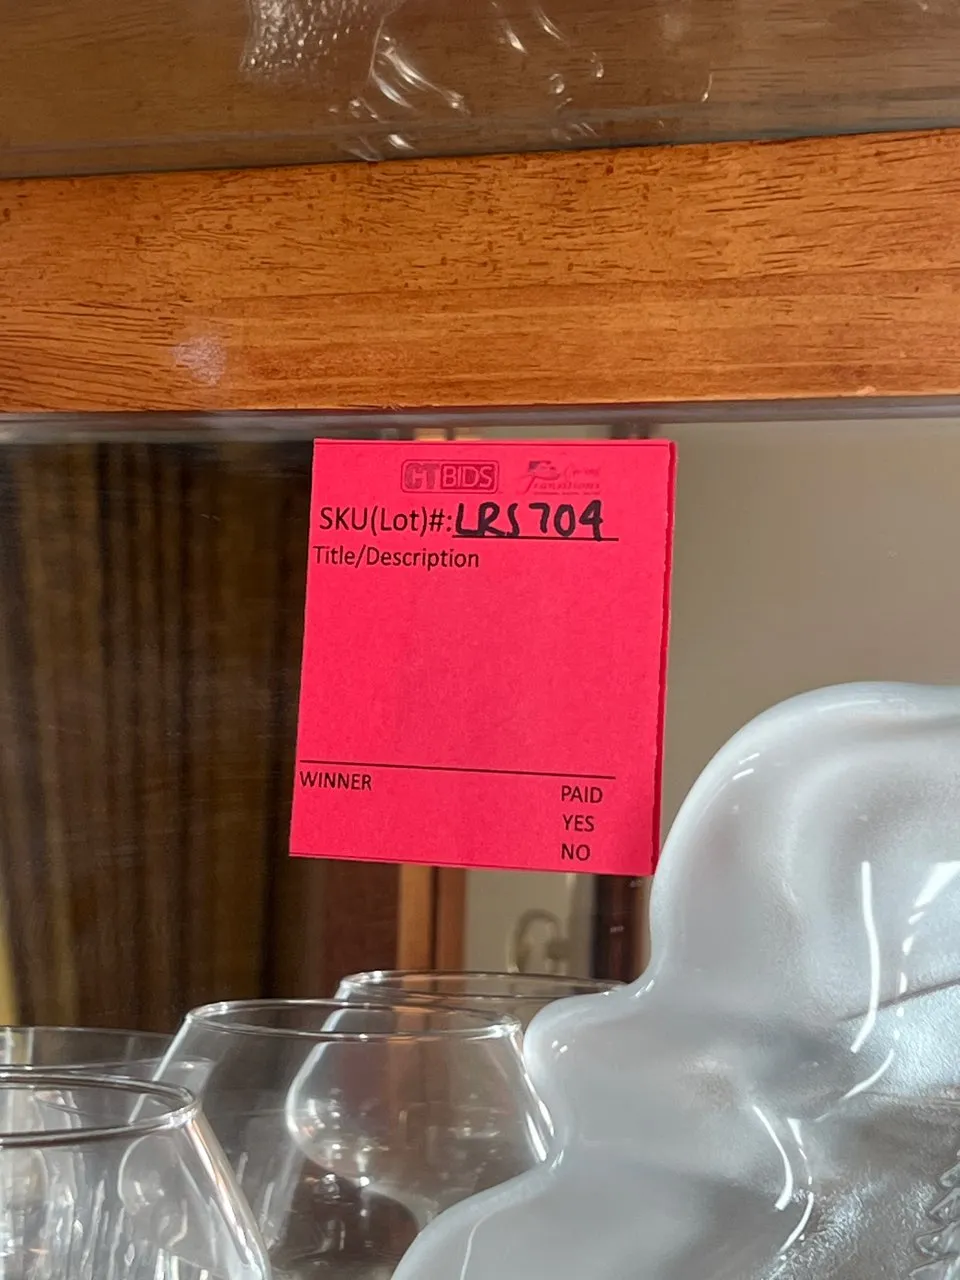 CTBIDS
SKU(Lot)#: LRS704
Title/Description
WINNER
PAID
YES
NO